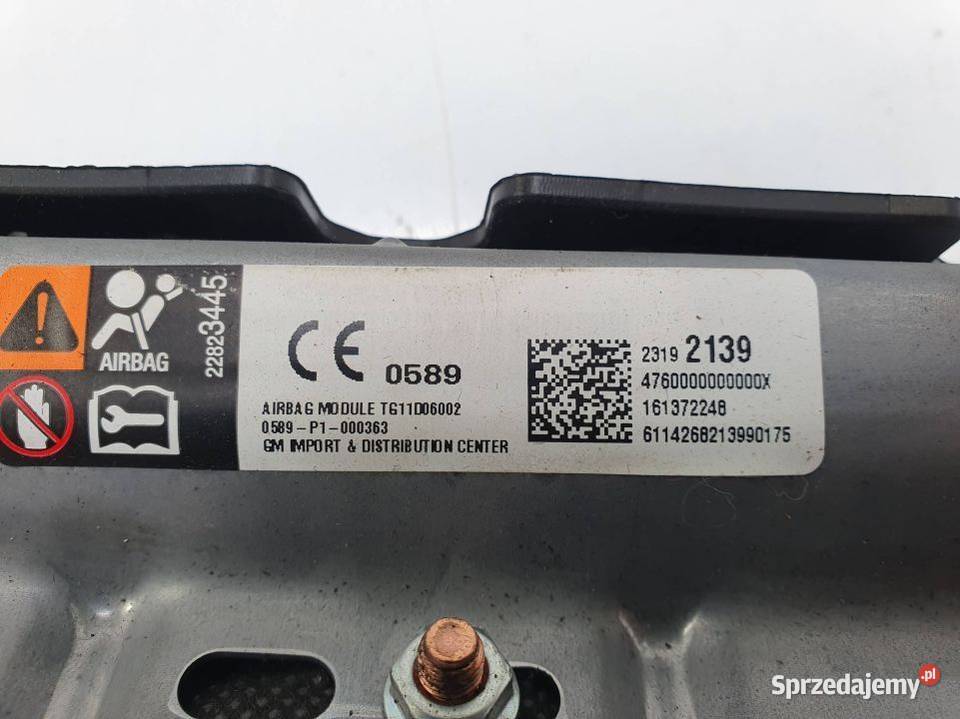 AIRBAG
22823445
CE 0589
AIRBAG MODULE TG11D06002
0589-P1-000363
GM IMPORT & DISTRIBUTION CENTER
2319 2139
4760000000000X
161372248
6114268213990175
Sprzedajemy.pl